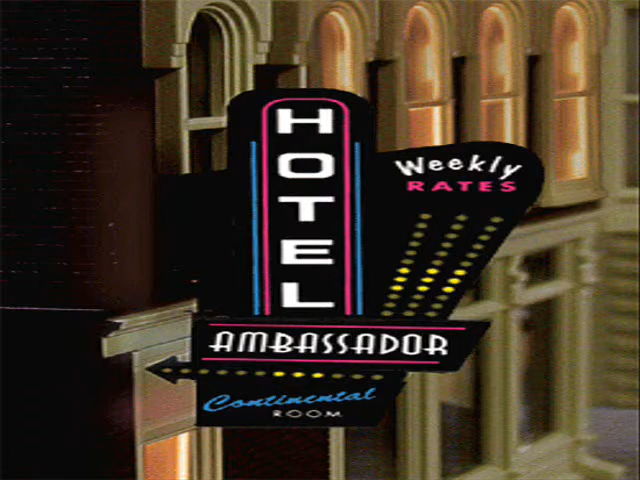 HOTEL
Weekly
RATES
AMBASSADOR
Continental
ROOM